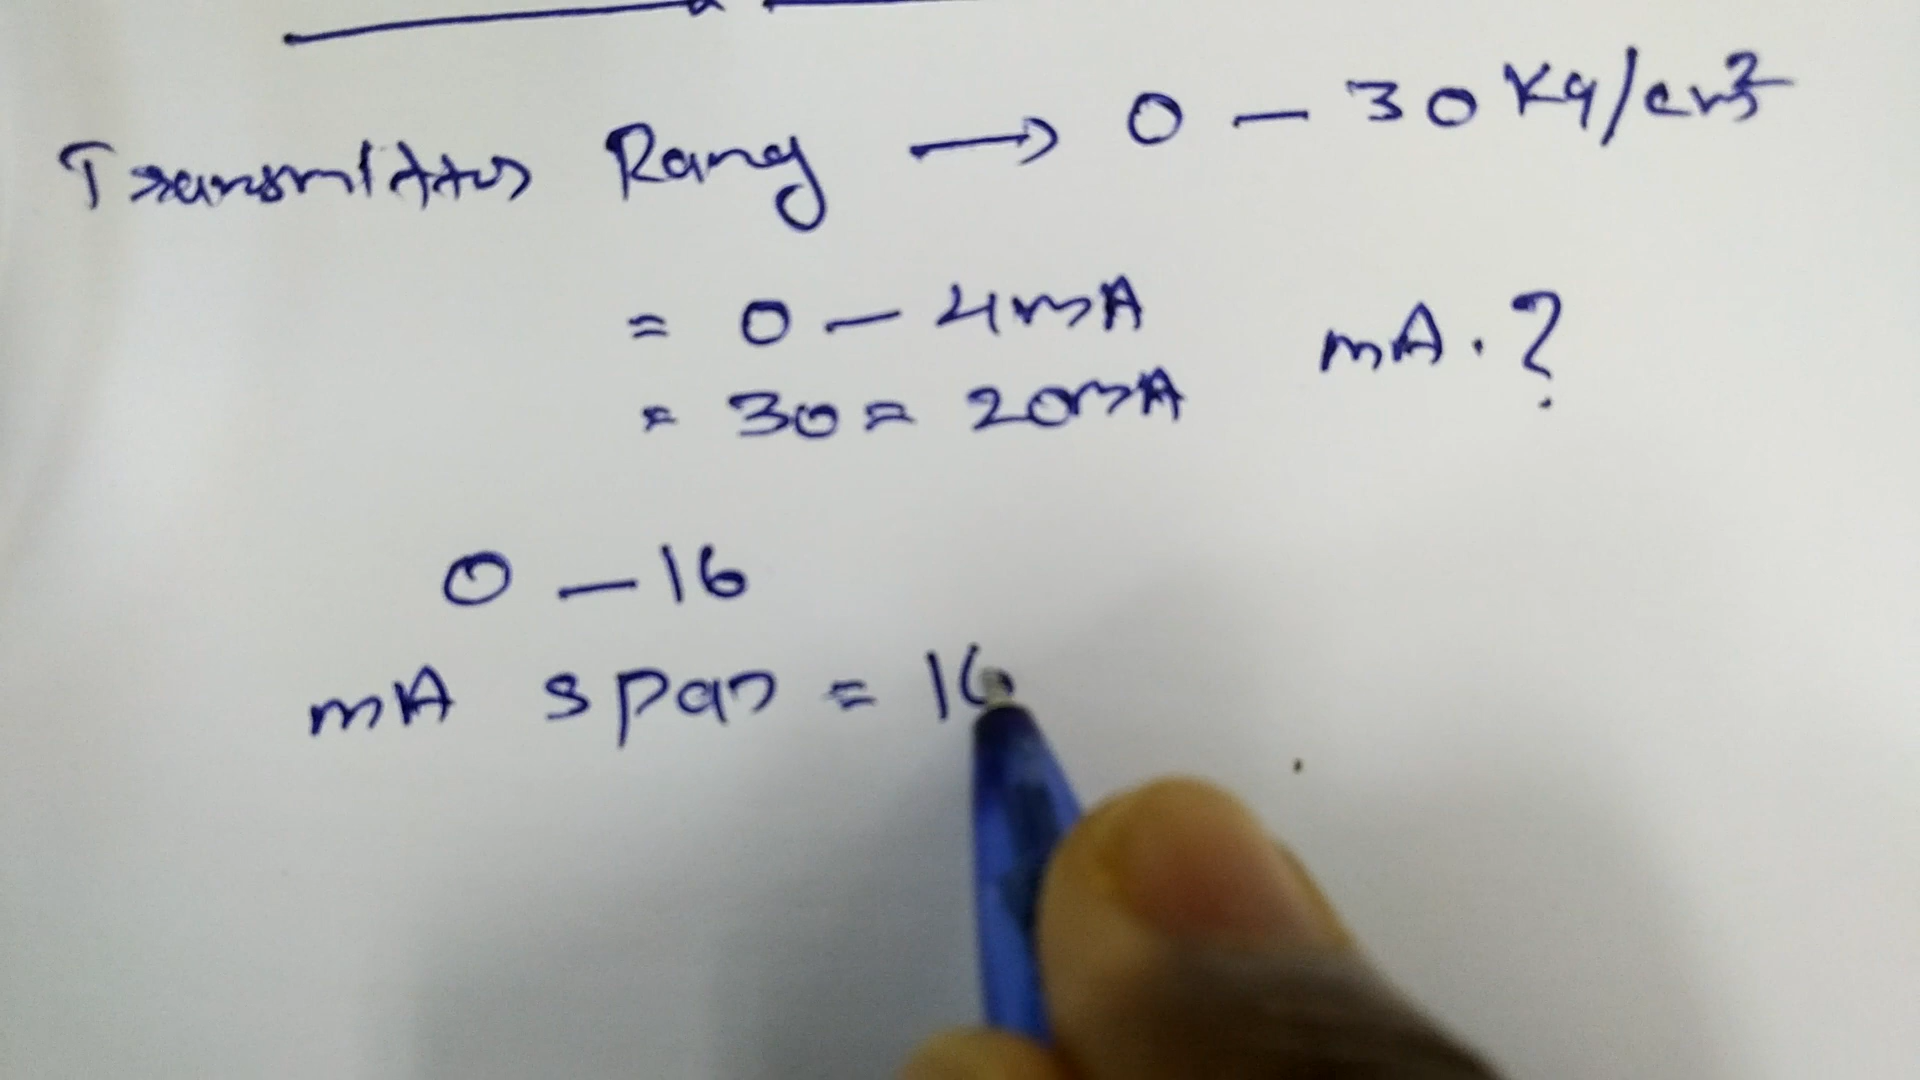 Transmitter Rang → 0 – 30 Kg/cm²
= 0 – 4mA
mA.?
= 30 = 20mA
0 – 16
mA span = 16